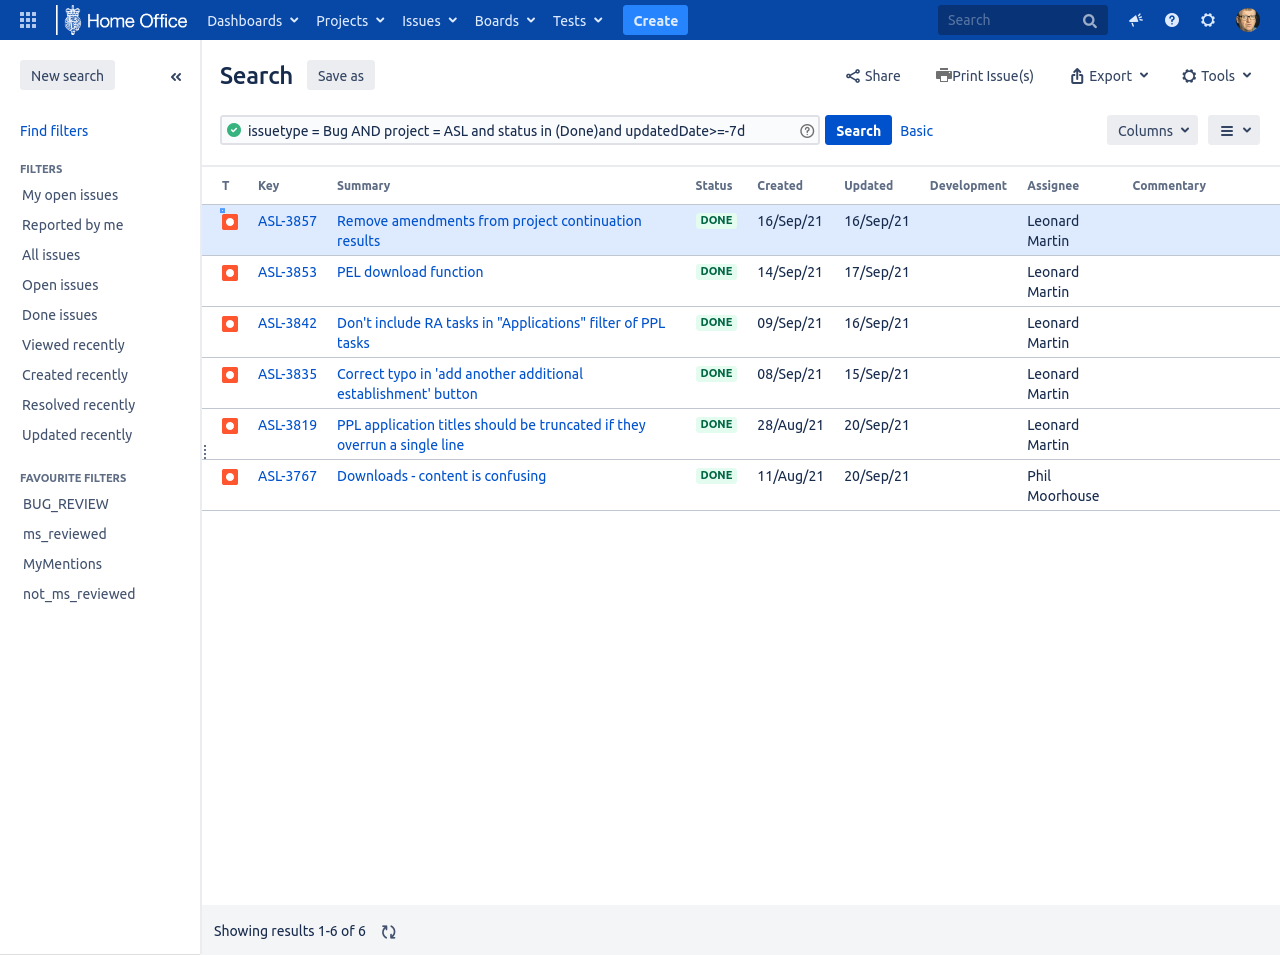 Home Office Dashboards Projects Issues Boards Tests Create Search
New search
Search Save as Share Print Issue(s) Export Tools
Find filters
issuetype = Bug AND project = ASL and status in (Done)and updatedDate>=-7d Search Basic Columns
FILTERS
My open issues
Reported by me
All issues
Open issues
Done issues
Viewed recently
Created recently
Resolved recently
Updated recently
FAVOURITE FILTERS
BUG_REVIEW
ms_reviewed
MyMentions
not_ms_reviewed
T Key Summary Status Created Updated Development Assignee Commentary
ASL-3857 Remove amendments from project continuation DONE 16/Sep/21 16/Sep/21 Leonard
results Martin
ASL-3853 PEL download function DONE 14/Sep/21 17/Sep/21 Leonard
Martin
ASL-3842 Don't include RA tasks in "Applications" filter of PPL DONE 09/Sep/21 16/Sep/21 Leonard
tasks Martin
ASL-3835 Correct typo in 'add another additional DONE 08/Sep/21 15/Sep/21 Leonard
establishment' button Martin
ASL-3819 PPL application titles should be truncated if they DONE 28/Aug/21 20/Sep/21 Leonard
overrun a single line Martin
ASL-3767 Downloads - content is confusing DONE 11/Aug/21 20/Sep/21 Phil
Moorhouse
Showing results 1-6 of 6